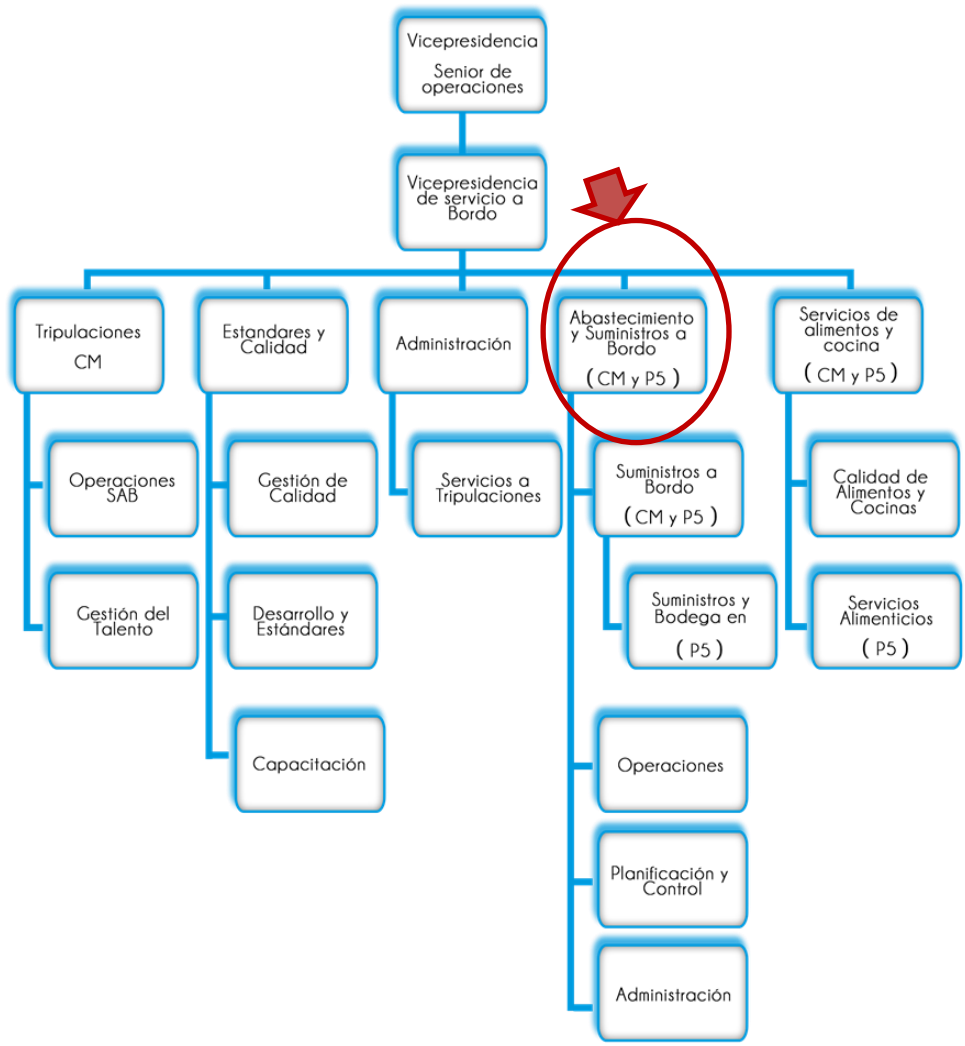 Vicepresidencia
Senior de
operaciones
Vicepresidencia
de servicio a
Bordo
Tripulaciones
CM
Estandares y
Calidad
Administración
Abastecimiento
y Suministros a
Bordo
( CM y P5 )
Servicios de
alimentos y
cocina
( CM y P5 )
Operaciones
SAB
Gestión de
Calidad
Servicios a
Tripulaciones
Suministros a
Bordo
( CM y P5 )
Calidad de
Alimentos y
Cocinas
Gestión del
Talento
Desarrollo y
Estándares
Suministros y
Bodega en
( P5 )
Servicios
Alimenticios
( P5 )
Capacitación
Operaciones
Planificación y
Control
Administración